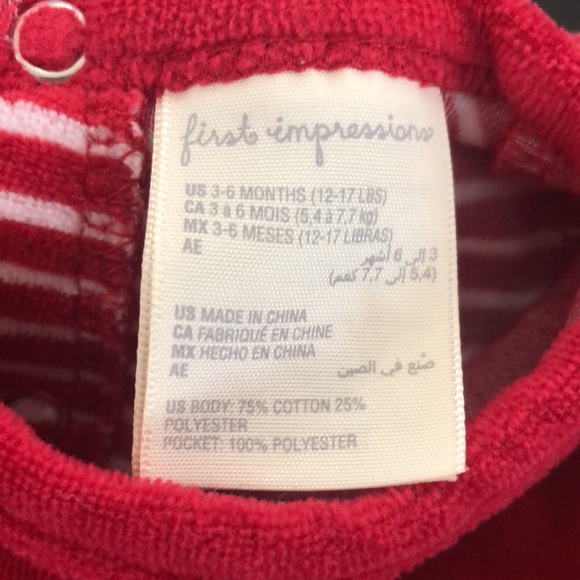 first impressions
US 3-6 MONTHS (12-17 LBS)
CA 3 à 6 MOIS (5,4 à 7,7 kg)
MX 3-6 MESES (12-17 LIBRAS)
AE
3 إلى 6 أشهر
(5,4 إلى 7,7 كغم)
US MADE IN CHINA
CA FABRIQUÉ EN CHINE
MX HECHO EN CHINA
AE صُنع في الصين
US BODY: 75% COTTON 25%
POLYESTER
POCKET: 100% POLYESTER